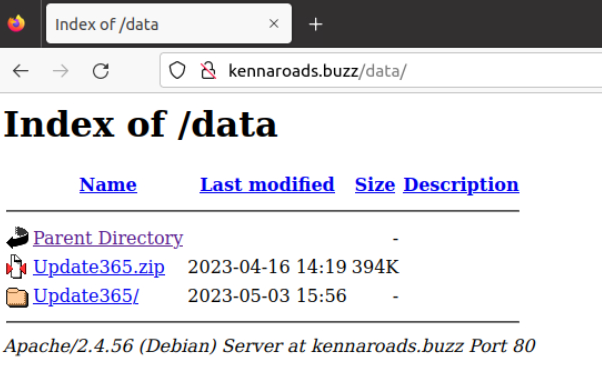 Index of /data
kennaroads.buzz/data/
Index of /data
Name Last modified Size Description
Parent Directory -
Update365.zip 2023-04-16 14:19 394K
Update365/ 2023-05-03 15:56 -
Apache/2.4.56 (Debian) Server at kennaroads.buzz Port 80